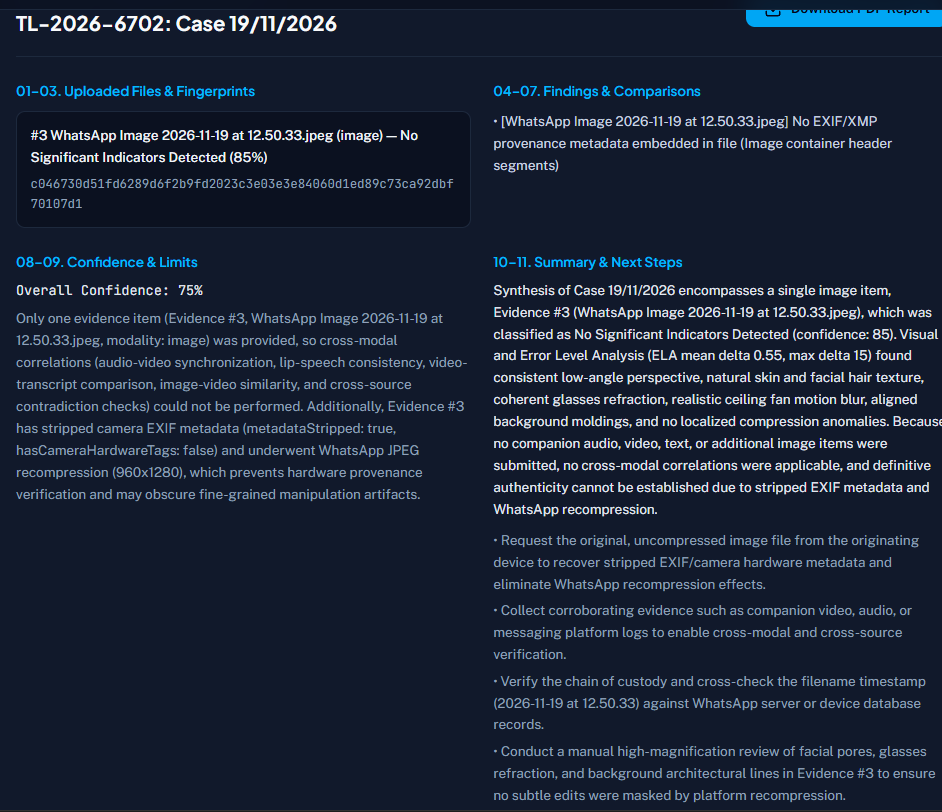 TL-2026-6702: Case 19/11/2026
Download PDF Report
01–03. Uploaded Files & Fingerprints
#3 WhatsApp Image 2026-11-19 at 12.50.33.jpeg (image) — No
Significant Indicators Detected (85%)
c046730d51fd6289d6f2b9fd2023c3e03e3e84060d1ed89c73ca92dbf
70107d1
04–07. Findings & Comparisons
• [WhatsApp Image 2026-11-19 at 12.50.33.jpeg] No EXIF/XMP
provenance metadata embedded in file (Image container header
segments)
08–09. Confidence & Limits
Overall Confidence: 75%
Only one evidence item (Evidence #3, WhatsApp Image 2026-11-19 at
12.50.33.jpeg, modality: image) was provided, so cross-modal
correlations (audio-video synchronization, lip-speech consistency, video-
transcript comparison, image-video similarity, and cross-source
contradiction checks) could not be performed. Additionally, Evidence #3
has stripped camera EXIF metadata (metadataStripped: true,
hasCameraHardwareTags: false) and underwent WhatsApp JPEG
recompression (960x1280), which prevents hardware provenance
verification and may obscure fine-grained manipulation artifacts.
10–11. Summary & Next Steps
Synthesis of Case 19/11/2026 encompasses a single image item,
Evidence #3 (WhatsApp Image 2026-11-19 at 12.50.33.jpeg), which was
classified as No Significant Indicators Detected (confidence: 85). Visual
and Error Level Analysis (ELA mean delta 0.55, max delta 15) found
consistent low-angle perspective, natural skin and facial hair texture,
coherent glasses refraction, realistic ceiling fan motion blur, aligned
background moldings, and no localized compression anomalies. Because
no companion audio, video, text, or additional image items were
submitted, no cross-modal correlations were applicable, and definitive
authenticity cannot be established due to stripped EXIF metadata and
WhatsApp recompression.
• Request the original, uncompressed image file from the originating
device to recover stripped EXIF/camera hardware metadata and
eliminate WhatsApp recompression effects.
• Collect corroborating evidence such as companion video, audio, or
messaging platform logs to enable cross-modal and cross-source
verification.
• Verify the chain of custody and cross-check the filename timestamp
(2026-11-19 at 12.50.33) against WhatsApp server or device database
records.
• Conduct a manual high-magnification review of facial pores, glasses
refraction, and background architectural lines in Evidence #3 to ensure
no subtle edits were masked by platform recompression.